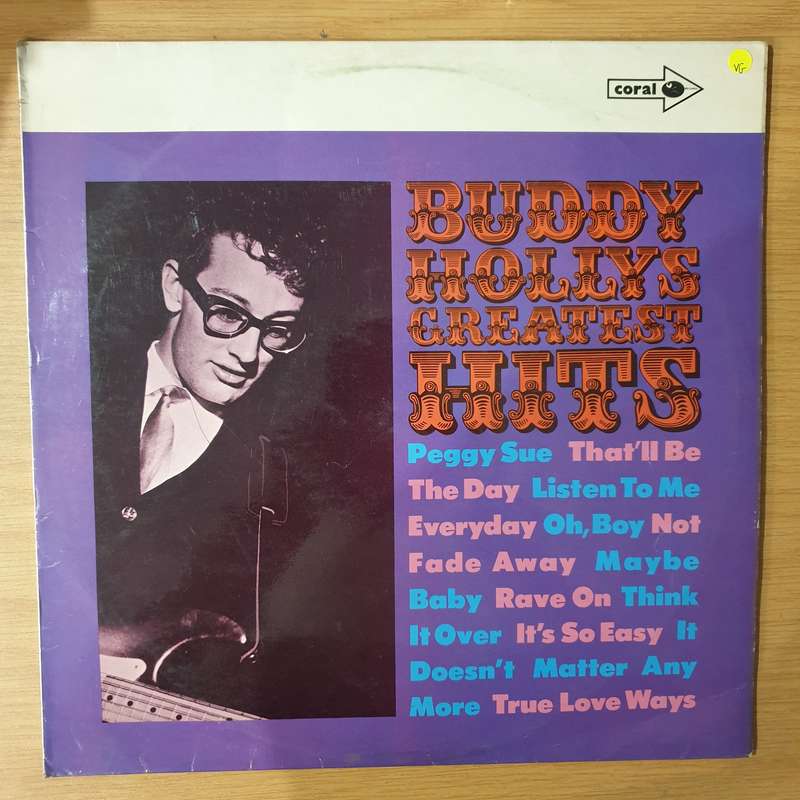 VG
coral
BUDDY
HOLLYS
GREATEST
HITS
Peggy Sue That'll Be
The Day Listen To Me
Everyday Oh, Boy Not
Fade Away Maybe
Baby Rave On Think
It Over It's So Easy It
Doesn't Matter Any
More True Love Ways